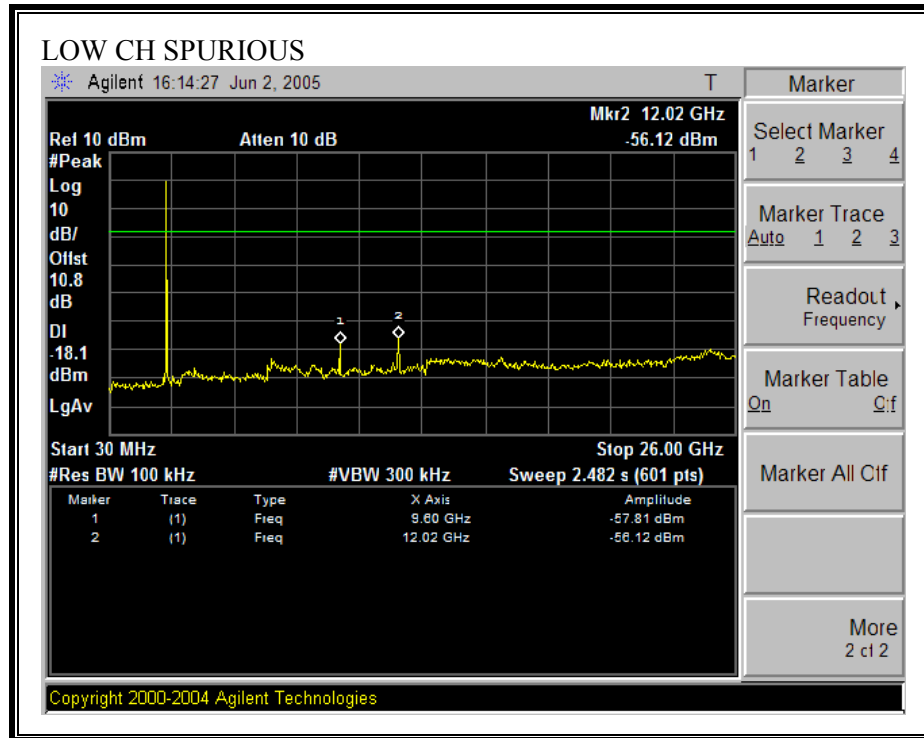 LOW CH SPURIOUS
Agilent 16:14:27 Jun 2, 2005 T
Mkr2 12.02 GHz
Ref 10 dBm Atten 10 dB -56.12 dBm
#Peak
Log
10
dB/
Offst
10.8
dB
DI
-18.1
dBm
LgAv
1
2
Start 30 MHz Stop 26.00 GHz
#Res BW 100 kHz #VBW 300 kHz Sweep 2.482 s (601 pts)
Marker Trace Type X Axis Amplitude
1 (1) Freq 9.60 GHz -57.81 dBm
2 (1) Freq 12.02 GHz -56.12 dBm
Marker
Select Marker
1 2 3 4
Marker Trace
Auto 1 2 3
Readout
Frequency
Marker Table
On Off
Marker All Off
More
2 of 2
Copyright 2000-2004 Agilent Technologies